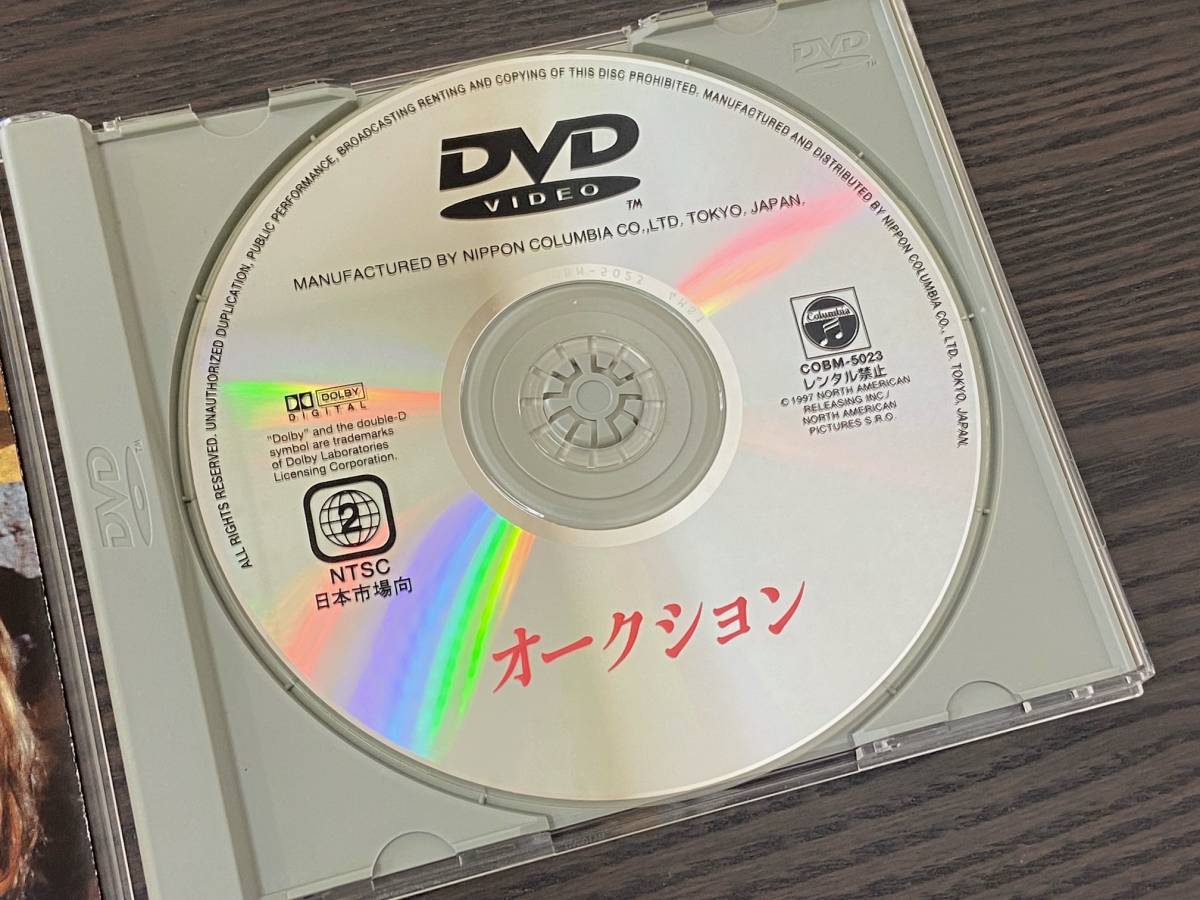 ALL RIGHTS RESERVED. UNAUTHORIZED DUPLICATION, PUBLIC PERFORMANCE, BROADCASTING RENTING AND COPYING OF THIS DISC PROHIBITED. MANUFACTURED AND DISTRIBUTED BY NIPPON COLUMBIA CO., LTD. TOKYO, JAPAN.
DVD
VIDEO
TM
MANUFACTURED BY NIPPON COLUMBIA CO.,LTD. TOKYO, JAPAN.
Columbia
COBM-5023
レンタル禁止
© 1997 NORTH AMERICAN
RELEASING INC./
NORTH AMERICAN
PICTURES S.R.O.
DOLBY
DIGITAL
"Dolby" and the double-D
symbol are trademarks
of Dolby Laboratories
Licensing Corporation.
2
NTSC
日本市場向
オークション
DVD
TM
DVD
TM